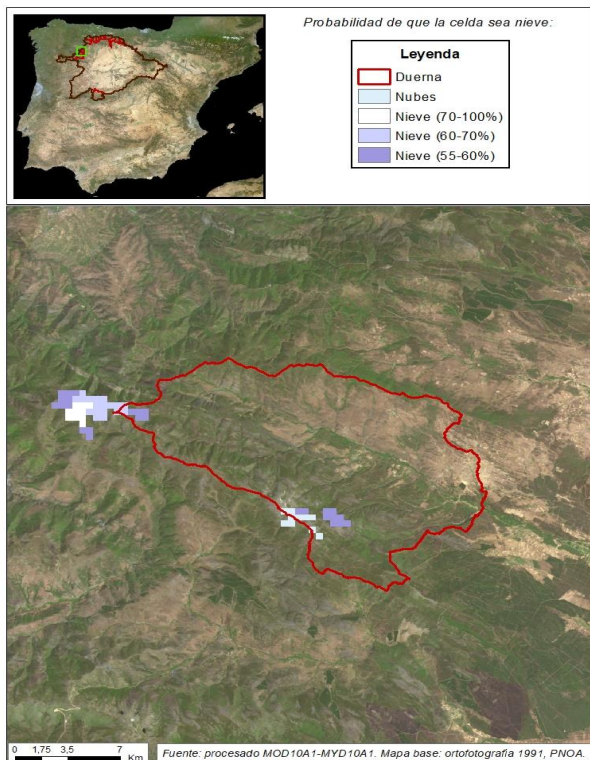 Probabilidad de que la celda sea nieve:
Leyenda
Duerna
Nubes
Nieve (70-100%)
Nieve (60-70%)
Nieve (55-60%)
0 1,75 3,5 7
Km
Fuente: procesado MOD10A1-MYD10A1. Mapa base: ortofotografía 1991, PNOA.